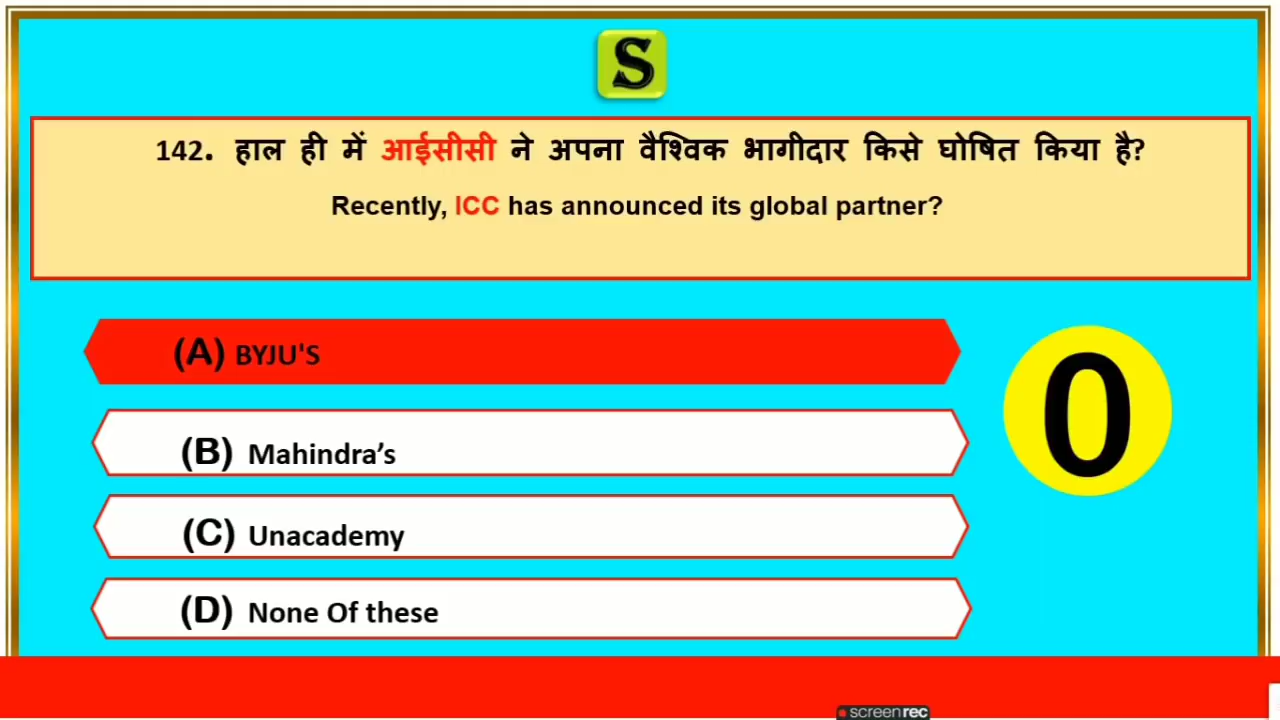 S
142. हाल ही में आईसीसी ने अपना वैश्विक भागीदार किसे घोषित किया है?
Recently, ICC has announced its global partner?
(A) BYJU'S
0
(B) Mahindra’s
(C) Unacademy
(D) None Of these
screenrec